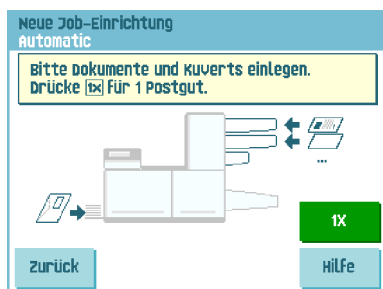 Neue Job-Einrichtung
Automatic
Bitte Dokumente und Kuverts einlegen.
Drücke 1x für 1 Postgut.
...
1X
Zurück
Hilfe